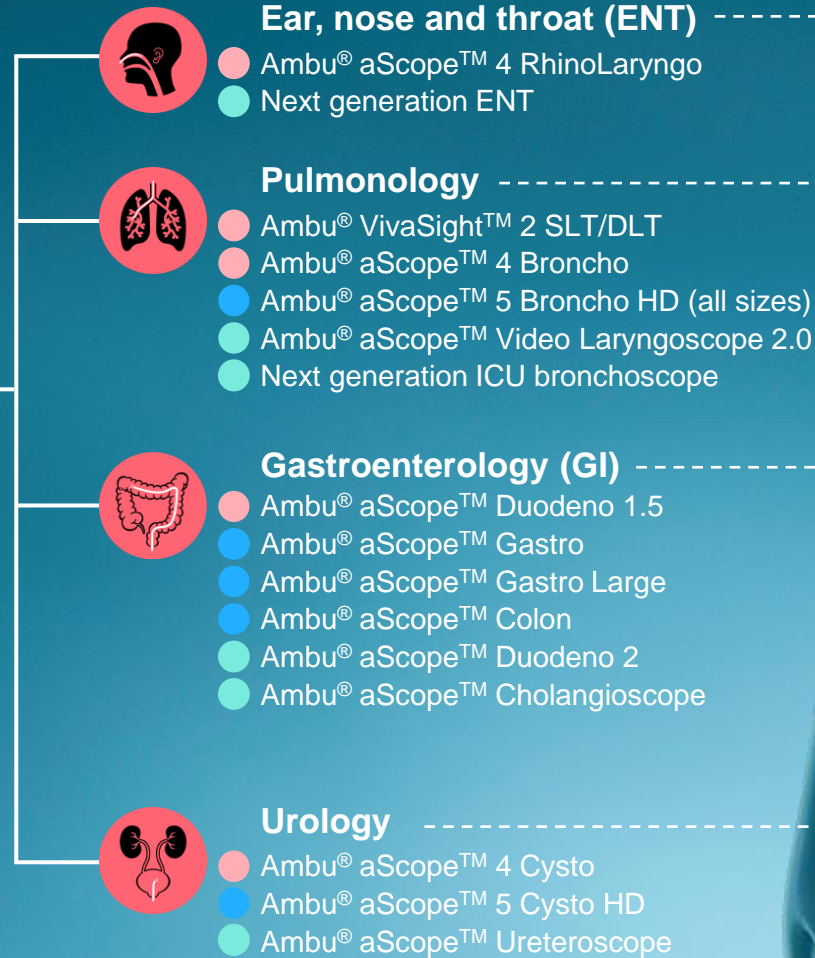 Ear, nose and throat (ENT)
Ambu® aScope™ 4 RhinoLaryngo
Next generation ENT
Pulmonology
Ambu® VivaSight™ 2 SLT/DLT
Ambu® aScope™ 4 Broncho
Ambu® aScope™ 5 Broncho HD (all sizes)
Ambu® aScope™ Video Laryngoscope 2.0
Next generation ICU bronchoscope
Gastroenterology (GI)
Ambu® aScope™ Duodeno 1.5
Ambu® aScope™ Gastro
Ambu® aScope™ Gastro Large
Ambu® aScope™ Colon
Ambu® aScope™ Duodeno 2
Ambu® aScope™ Cholangioscope
Urology
Ambu® aScope™ 4 Cysto
Ambu® aScope™ 5 Cysto HD
Ambu® aScope™ Ureteroscope